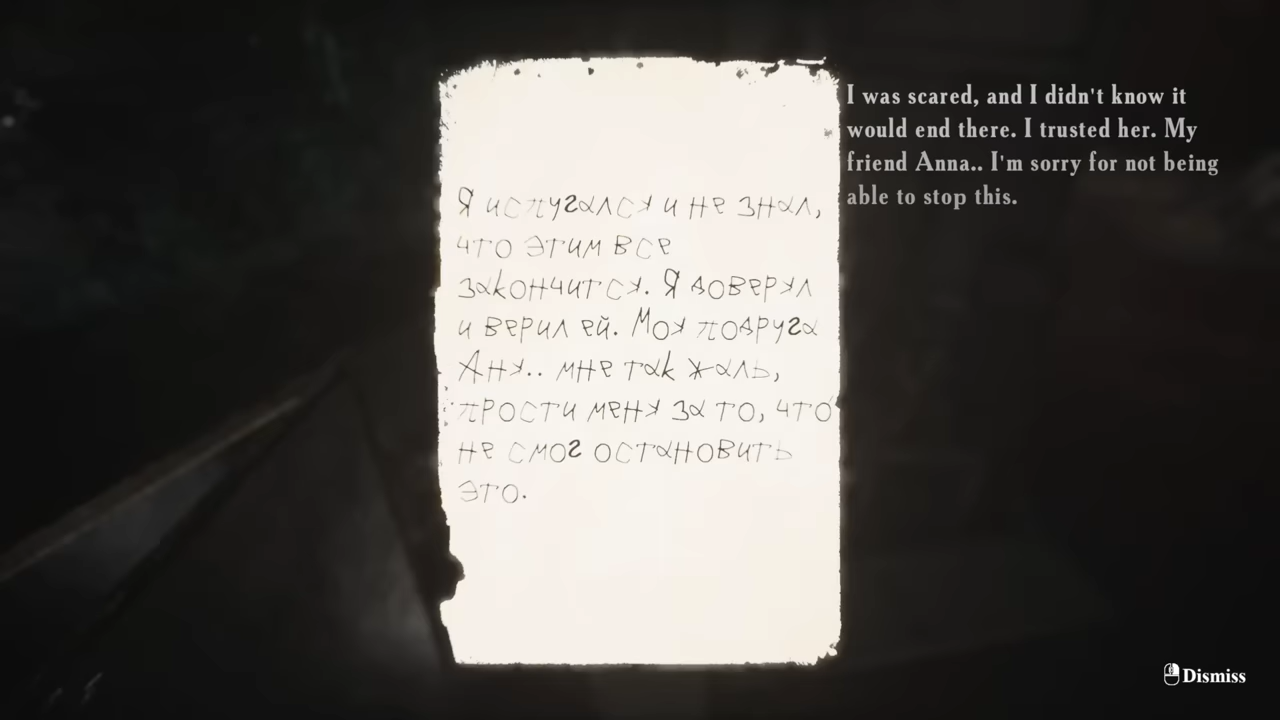 Я испугался и не знал,
что этим все
закончится. Я доверял
и верил ей. Моя подруга
Аня.. мне так жаль,
прости меня за то, что
не смог остановить
это.
I was scared, and I didn't know it
would end there. I trusted her. My
friend Anna.. I'm sorry for not being
able to stop this.
Dismiss